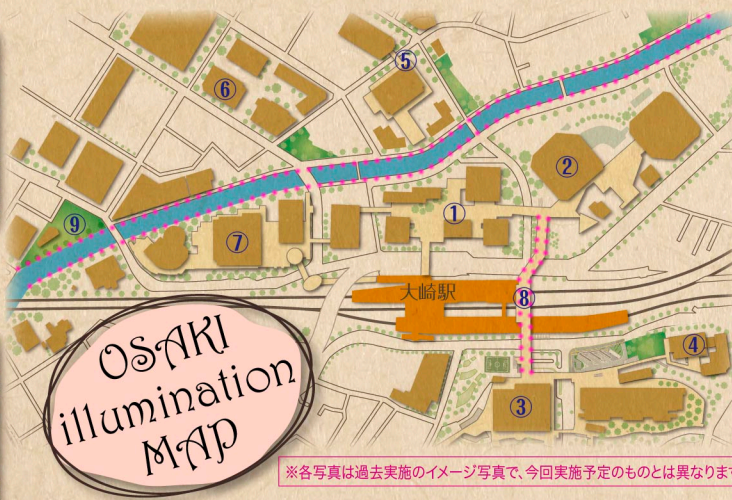 ⑤
⑥
②
⑨
①
⑦
大崎駅
⑧
④
③
OSAKI
illumination
MAP
※各写真は過去実施のイメージ写真で、今回実施予定のものとは異なります